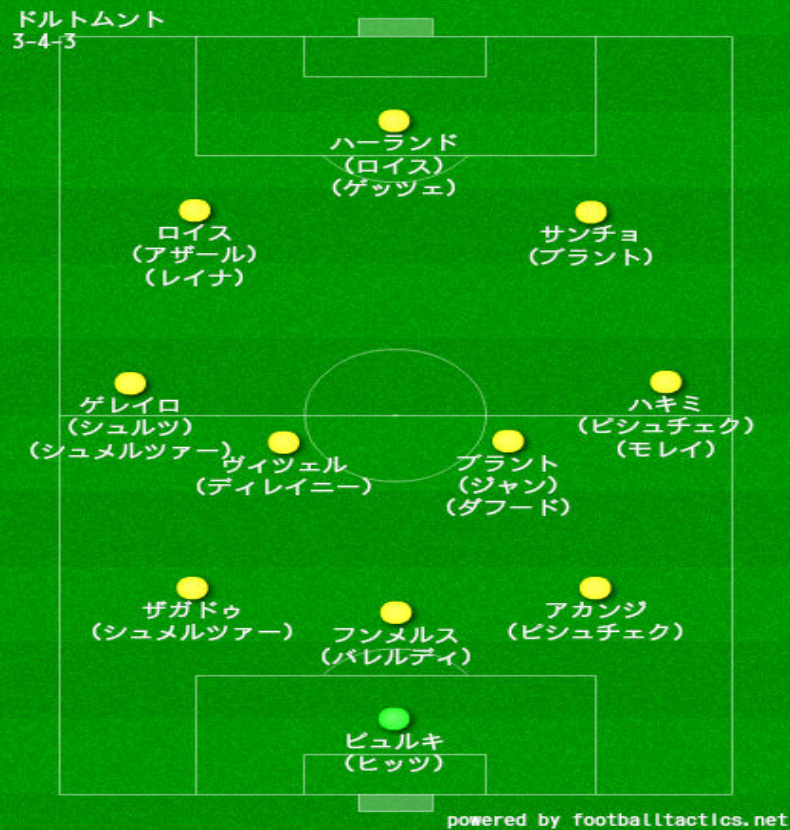 ドルトムント
3-4-3
ハーランド
(ロイス)
(ゲッツェ)
ロイス
(アザール)
(レイナ)
サンチョ
(ブラント)
ゲレイロ
(シュルツ)
(シュメルツァー)
ハキミ
(ピシュチェク)
(モレイ)
ヴィツェル
(ディレイニー)
ブラント
(ジャン)
(ダフード)
ザガドゥ
(シュメルツァー)
フンメルス
(バレルディ)
アカンジ
(ピシュチェク)
ビュルキ
(ヒッツ)
powered by footballtactics.net